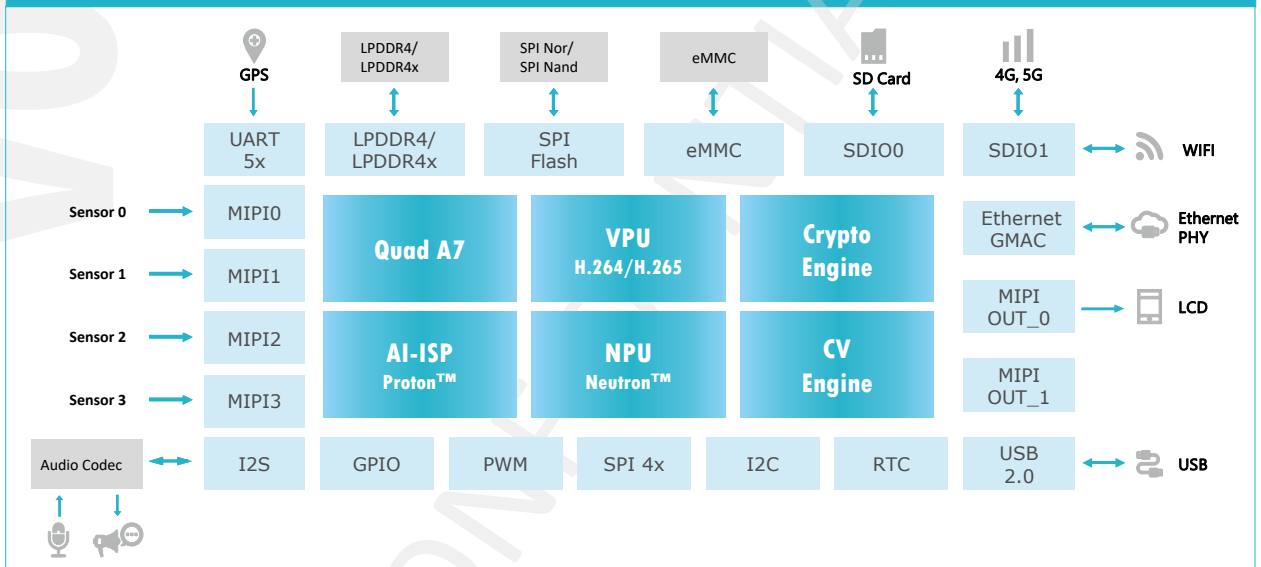 LPDDR4/
LPDDR4x
SPI Nor/
SPI Nand
eMMC
GPS
SD Card
4G, 5G
UART
5x
LPDDR4/
LPDDR4x
SPI
Flash
eMMC
SDIO0
SDIO1
WIFI
Sensor 0
MIPI0
Quad A7
VPU
H.264/H.265
Crypto
Engine
Ethernet
GMAC
Ethernet
PHY
Sensor 1
MIPI1
MIPI
OUT_0
LCD
Sensor 2
MIPI2
AI-ISP
Proton™
NPU
Neutron™
CV
Engine
MIPI
OUT_1
Sensor 3
MIPI3
Audio Codec
I2S
GPIO
PWM
SPI 4x
I2C
RTC
USB
2.0
USB